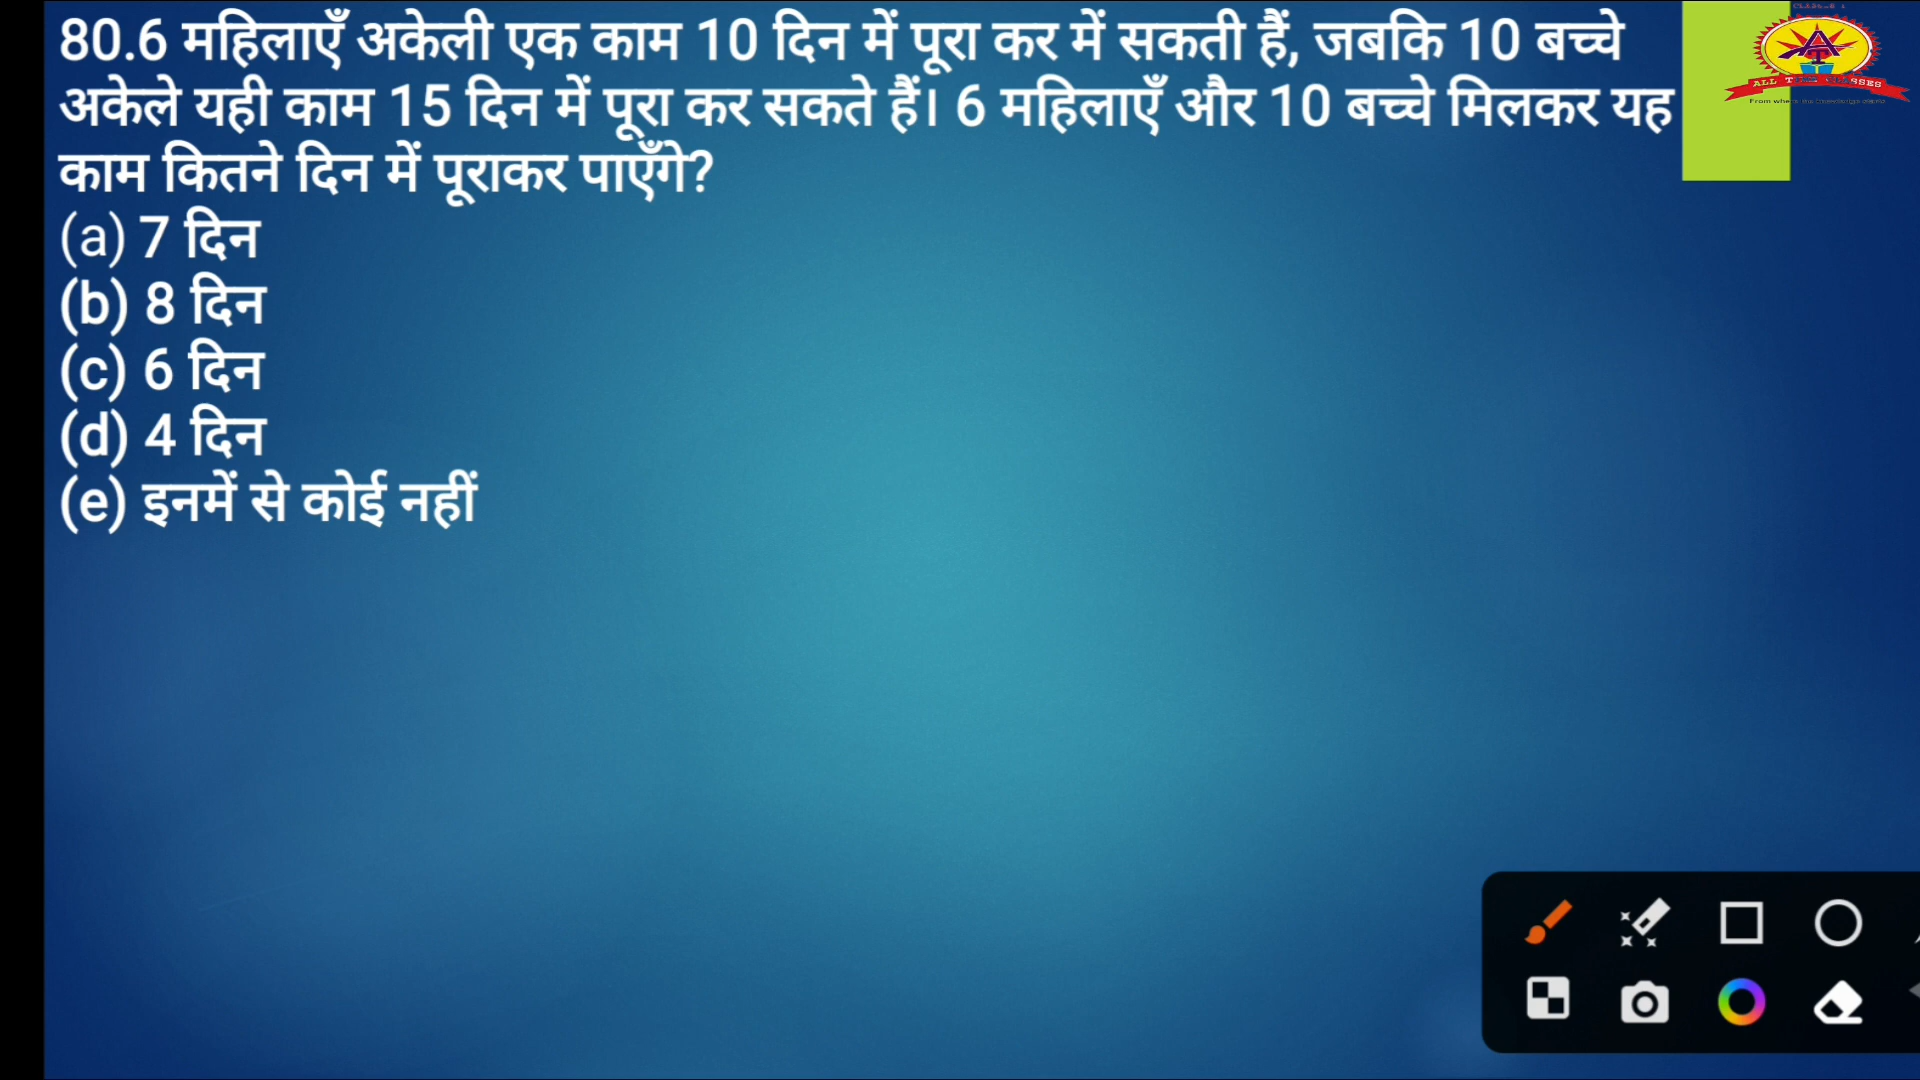 80.6 महिलाएँ अकेली एक काम 10 दिन में पूरा कर में सकती हैं, जबकि 10 बच्चे
अकेले यही काम 15 दिन में पूरा कर सकते हैं। 6 महिलाएँ और 10 बच्चे मिलकर यह
काम कितने दिन में पूराकर पाएँगे?
(a) 7 दिन
(b) 8 दिन
(c) 6 दिन
(d) 4 दिन
(e) इनमें से कोई नहीं